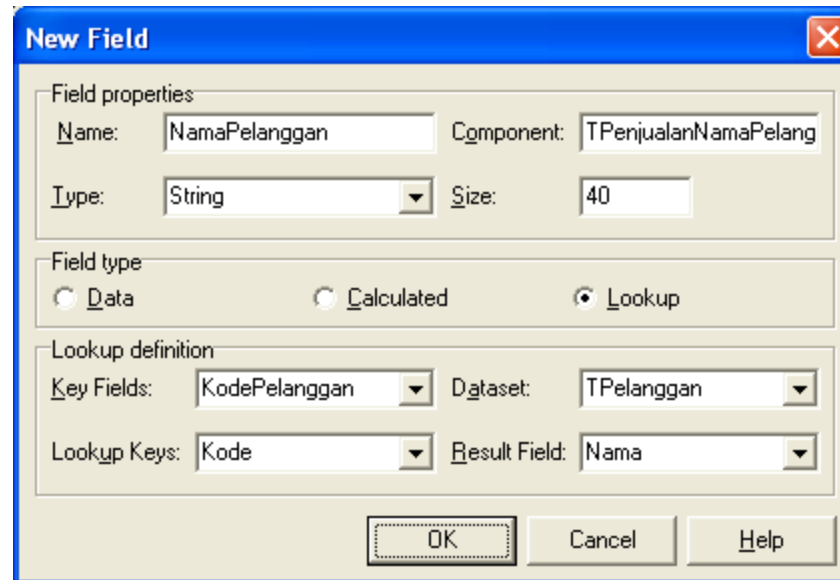 New Field
Field properties
Name: NamaPelanggan Component: TPenjualanNamaPelang
Type: String Size: 40
Field type
Data Calculated Lookup
Lookup definition
Key Fields: KodePelanggan Dataset: TPelanggan
Lookup Keys: Kode Result Field: Nama
OK Cancel Help